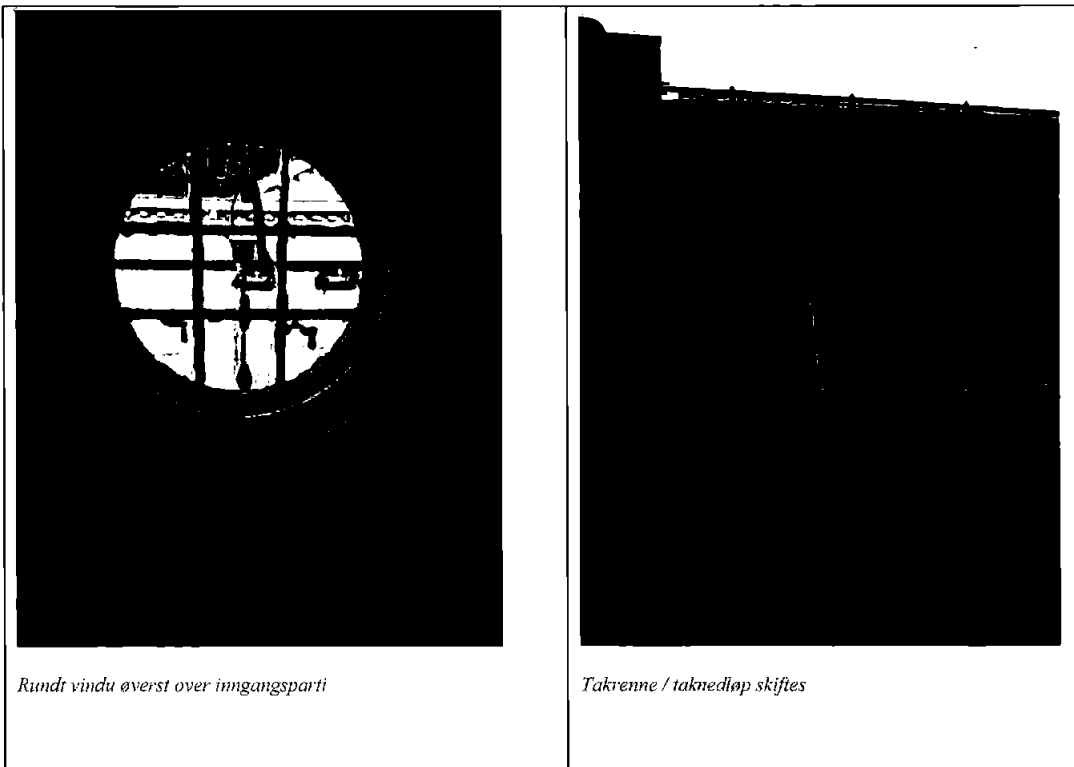 Rundt vindu øverst over inngangsparti
Takrenne / taknedløp skiftes